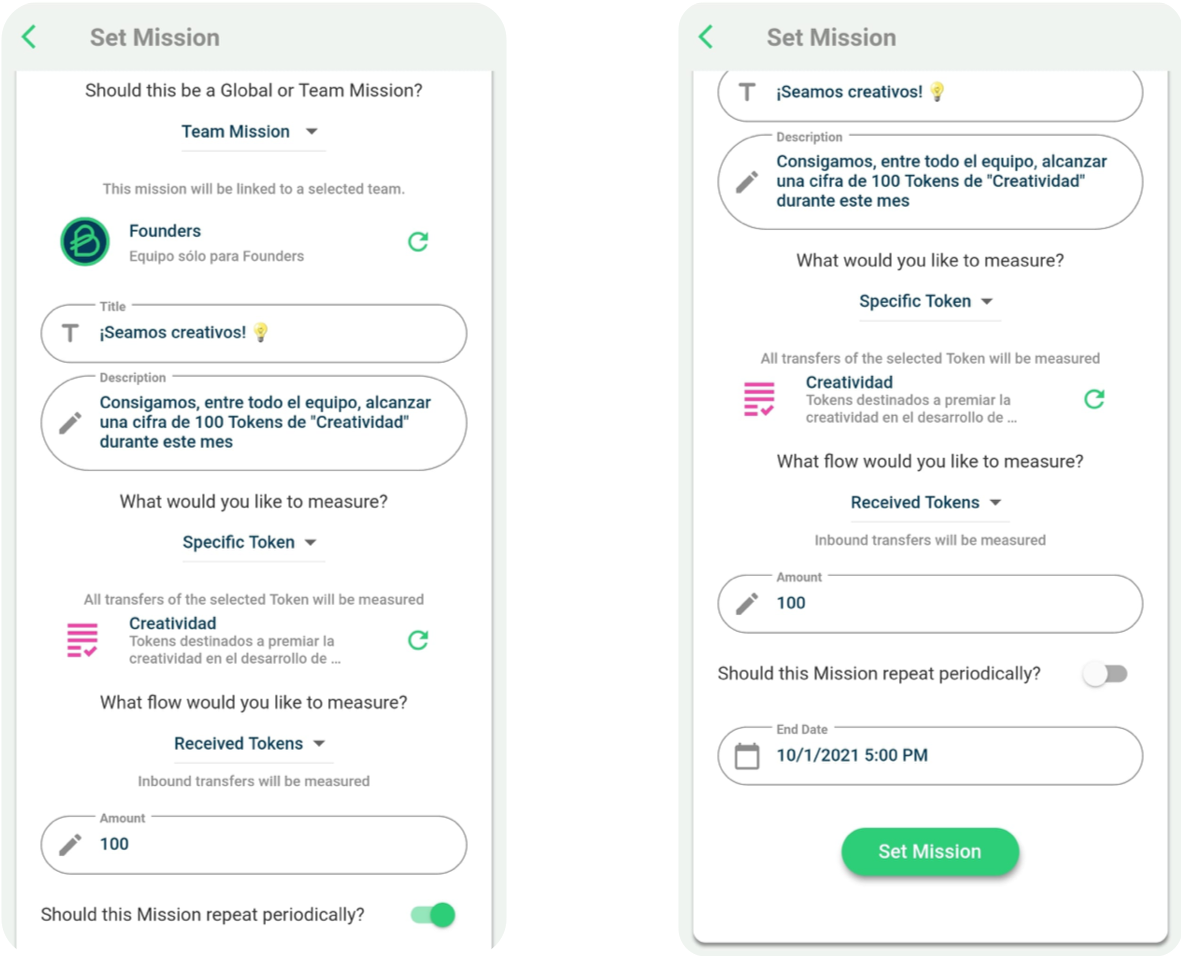 Set Mission
Should this be a Global or Team Mission?
Team Mission
This mission will be linked to a selected team.
Founders
Equipo sólo para Founders
Title
¡Seamos creativos! 💡
Description
Consigamos, entre todo el equipo, alcanzar
una cifra de 100 Tokens de "Creatividad"
durante este mes
What would you like to measure?
Specific Token
All transfers of the selected Token will be measured
Creatividad
Tokens destinados a premiar la
creatividad en el desarrollo de ...
What flow would you like to measure?
Received Tokens
Inbound transfers will be measured
Amount
100
Should this Mission repeat periodically?
Set Mission
¡Seamos creativos! 💡
Description
Consigamos, entre todo el equipo, alcanzar
una cifra de 100 Tokens de "Creatividad"
durante este mes
What would you like to measure?
Specific Token
All transfers of the selected Token will be measured
Creatividad
Tokens destinados a premiar la
creatividad en el desarrollo de ...
What flow would you like to measure?
Received Tokens
Inbound transfers will be measured
Amount
100
Should this Mission repeat periodically?
End Date
10/1/2021 5:00 PM
Set Mission